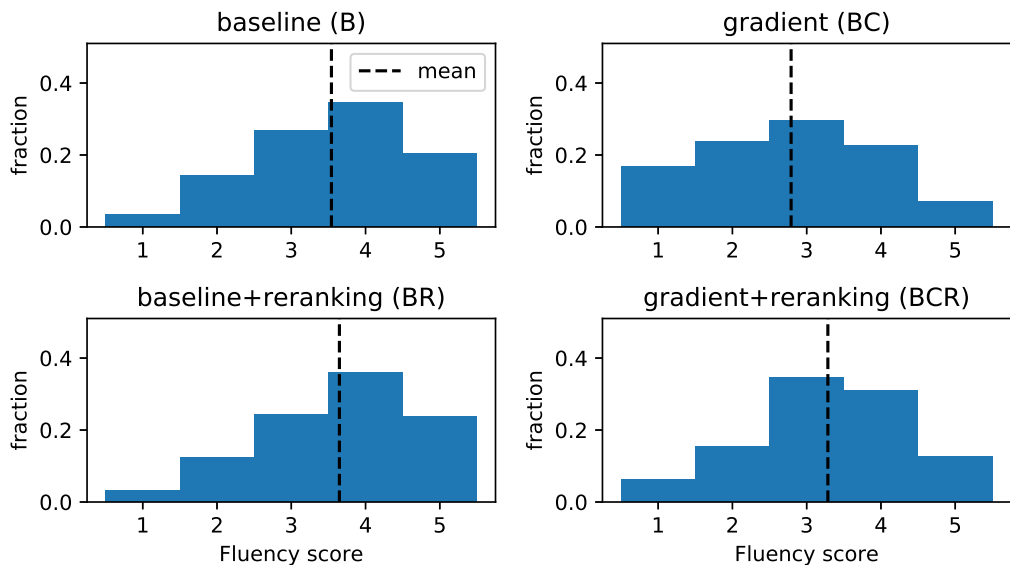 baseline (B)
fraction
0.4
0.2
0.0
mean
1 2 3 4 5
gradient (BC)
fraction
0.4
0.2
0.0
1 2 3 4 5
baseline+reranking (BR)
fraction
0.4
0.2
0.0
1 2 3 4 5
Fluency score
gradient+reranking (BCR)
fraction
0.4
0.2
0.0
1 2 3 4 5
Fluency score